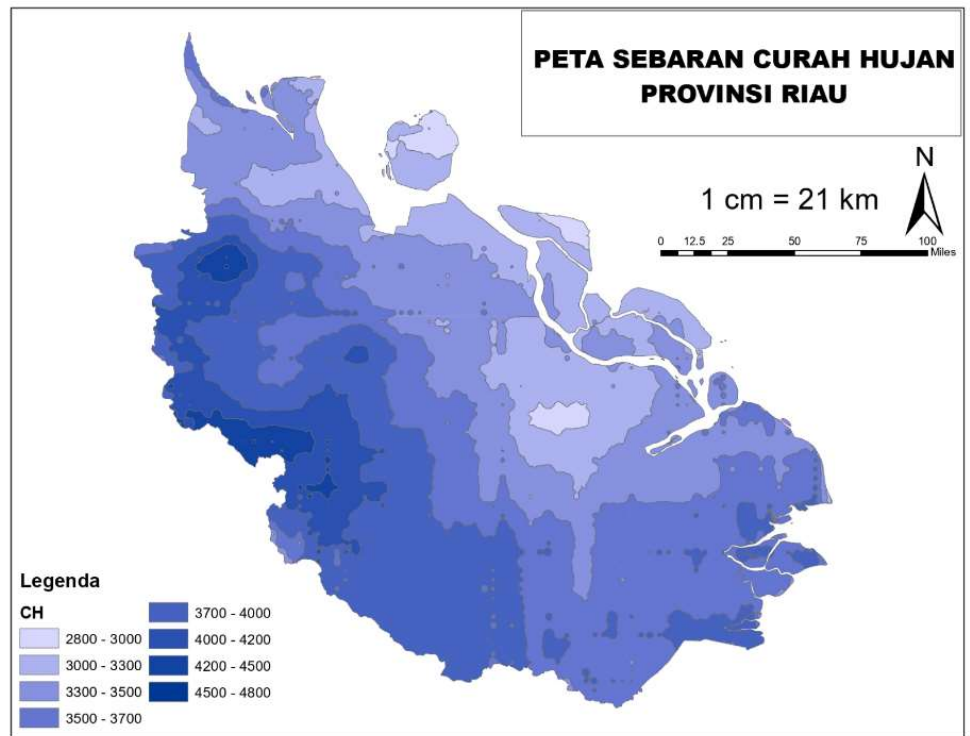 PETA SEBARAN CURAH HUJAN
PROVINSI RIAU
N
1 cm = 21 km
0 12.5 25 50 75 100
Miles
Legenda
CH
2800 - 3000
3000 - 3300
3300 - 3500
3500 - 3700
3700 - 4000
4000 - 4200
4200 - 4500
4500 - 4800